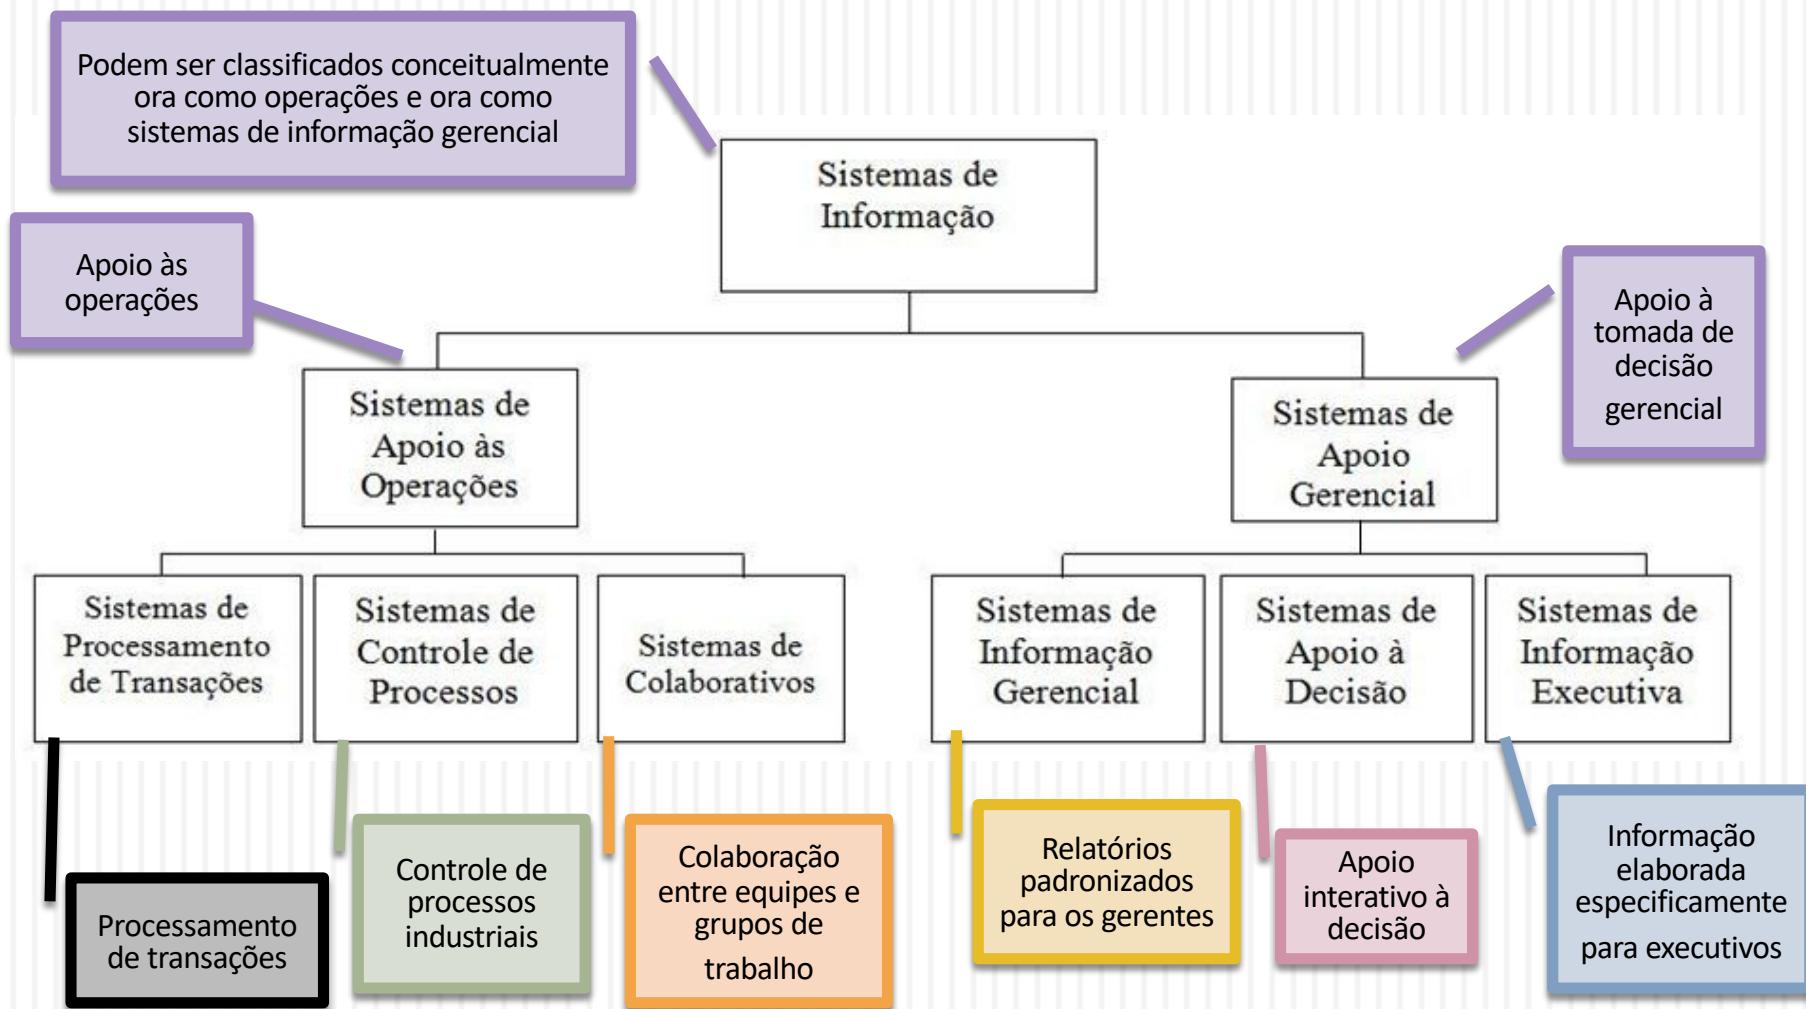 Podem ser classificados conceitualmente
ora como operações e ora como
sistemas de informação gerencial
Sistemas de
Informação
Apoio às
operações
Apoio à
tomada de
decisão
gerencial
Sistemas de
Apoio às
Operações
Sistemas de
Apoio
Gerencial
Sistemas de
Processamento
de Transações
Sistemas de
Controle de
Processos
Sistemas de
Colaborativos
Sistemas de
Informação
Gerencial
Sistemas de
Apoio à
Decisão
Sistemas de
Informação
Executiva
Processamento
de transações
Controle de
processos
industriais
Colaboração
entre equipes e
grupos de
trabalho
Relatórios
padronizados
para os gerentes
Apoio
interativo à
decisão
Informação
elaborada
especificamente
para executivos